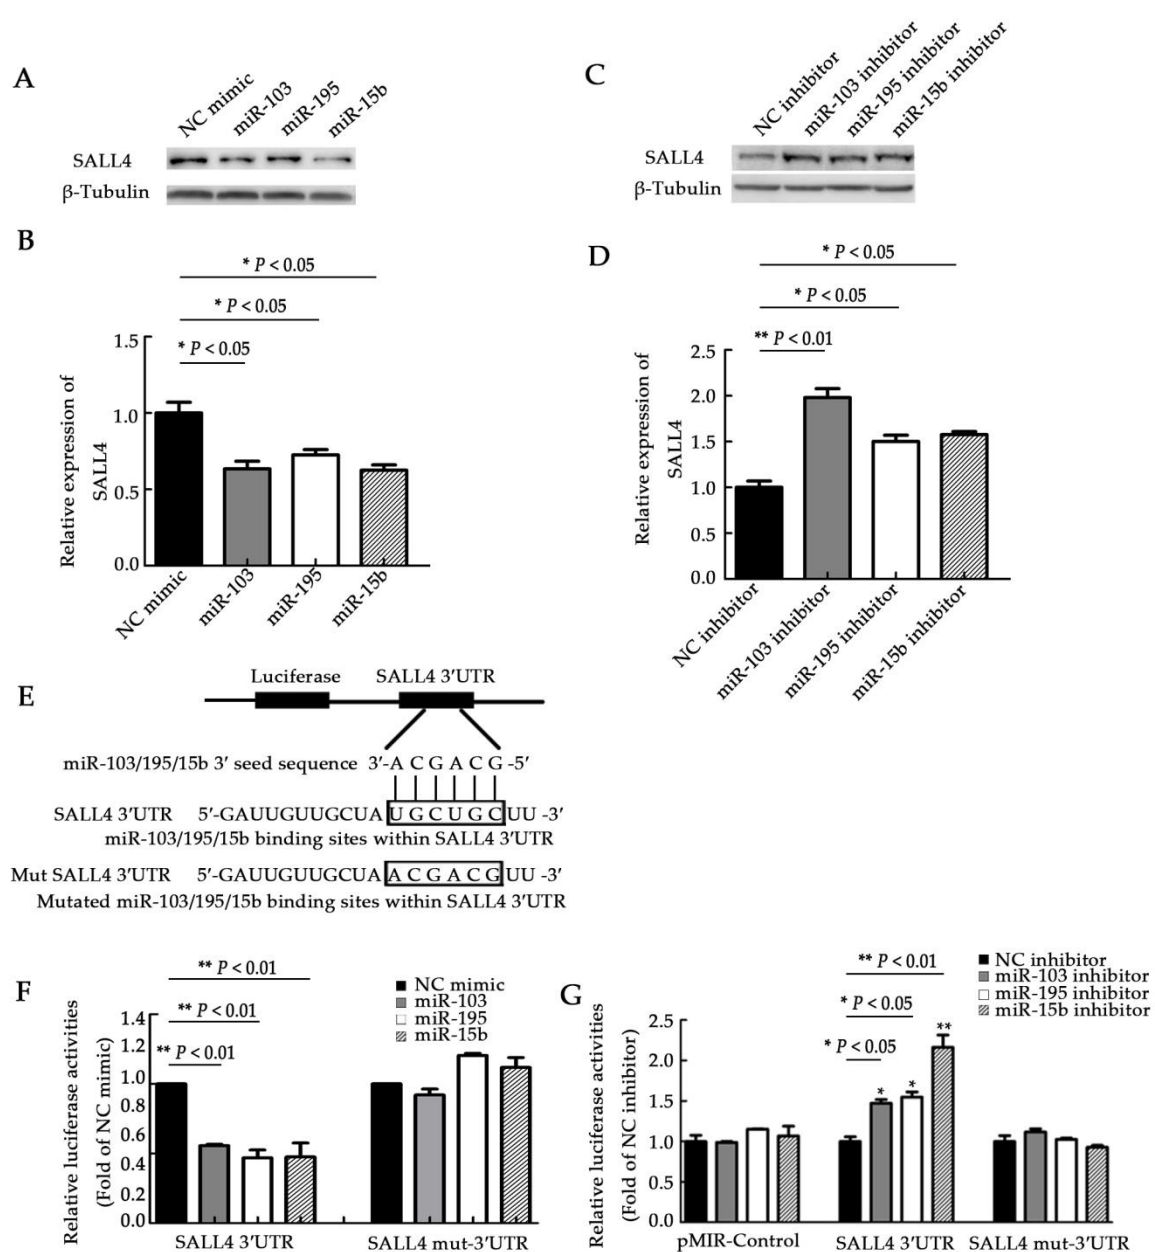 A
NC mimic
miR-103
miR-195
miR-15b
SALL4
β-Tubulin
C
NC inhibitor
miR-103 inhibitor
miR-195 inhibitor
miR-15b inhibitor
SALL4
β-Tubulin
B
* P < 0.05
* P < 0.05
* P < 0.05
Relative expression of
SALL4
1.5
1.0
0.5
0.0
NC mimic
miR-103
miR-195
miR-15b
D
* P < 0.05
* P < 0.05
** P < 0.01
Relative expression of
SALL4
2.5
2.0
1.5
1.0
0.5
0.0
NC inhibitor
miR-103 inhibitor
miR-195 inhibitor
miR-15b inhibitor
E
Luciferase SALL4 3′UTR
miR-103/195/15b 3′ seed sequence 3′-A C G A C G -5′
SALL4 3′UTR 5′-GAUUGUUGCUA U G C U G C UU -3′
miR-103/195/15b binding sites within SALL4 3′UTR
Mut SALL4 3′UTR 5′-GAUUGUUGCUA A C G A C G UU -3′
Mutated miR-103/195/15b binding sites within SALL4 3′UTR
F
** P < 0.01
** P < 0.01
** P < 0.01
NC mimic
miR-103
miR-195
miR-15b
Relative luciferase activities
(Fold of NC mimic)
1.4
1.2
1.0
0.8
0.6
0.4
0.2
0.0
SALL4 3′UTR
SALL4 mut-3′UTR
G
** P < 0.01
* P < 0.05
* P < 0.05
* * **
NC inhibitor
miR-103 inhibitor
miR-195 inhibitor
miR-15b inhibitor
Relative luciferase activities
(Fold of NC inhibitor)
2.5
2.0
1.5
1.0
0.5
0.0
pMIR-Control
SALL4 3′UTR
SALL4 mut-3′UTR